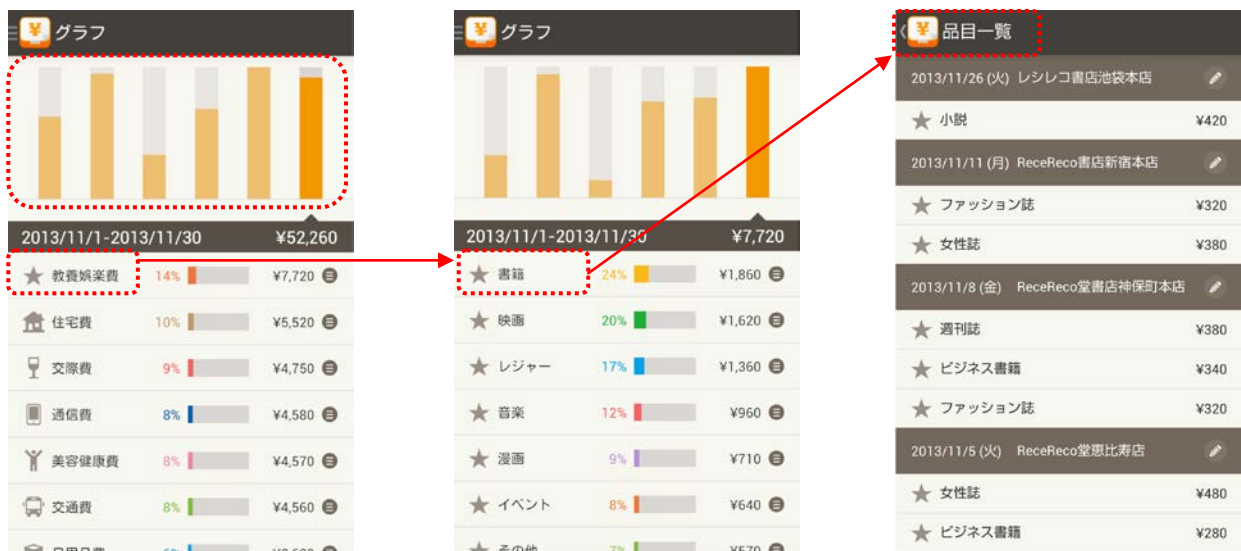 ¥ グラフ
2013/11/1-2013/11/30 ¥52,260
教養娯楽費 14% ¥7,720
住宅費 10% ¥5,520
交際費 9% ¥4,750
通信費 8% ¥4,580
美容健康費 8% ¥4,570
交通費 8% ¥4,560
¥ グラフ
2013/11/1-2013/11/30 ¥7,720
書籍 24% ¥1,860
映画 20% ¥1,620
レジャー 17% ¥1,360
音楽 12% ¥960
漫画 9% ¥710
イベント 8% ¥640
その他 7% ¥570
¥ 品目一覧
2013/11/26 (火) レシレコ書店池袋本店
小説 ¥420
2013/11/11 (月) ReceReco書店新宿本店
ファッション誌 ¥320
女性誌 ¥380
2013/11/8 (金) ReceReco堂書店神保町本店
週刊誌 ¥380
ビジネス書籍 ¥340
ファッション誌 ¥320
2013/11/5 (火) ReceReco堂恵比寿店
女性誌 ¥480
ビジネス書籍 ¥280